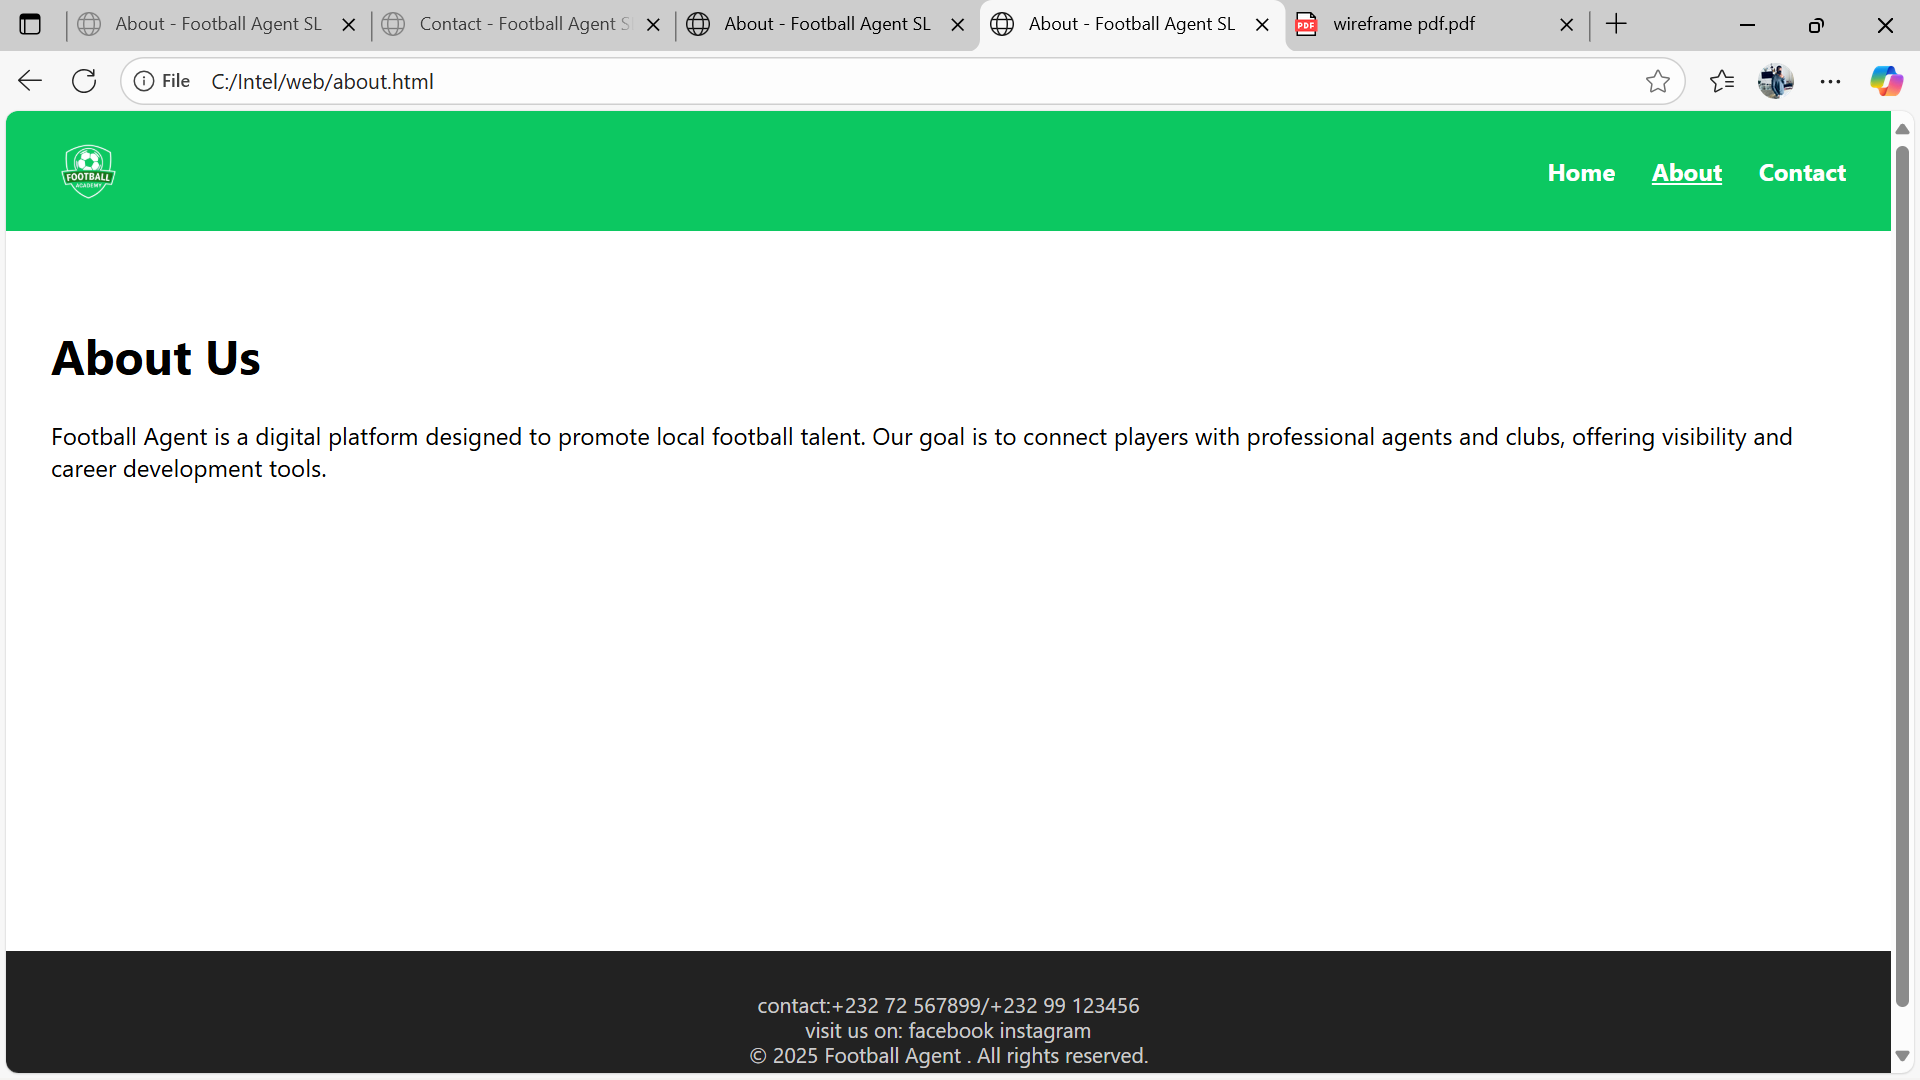 About - Football Agent SL
Contact - Football Agent S
About - Football Agent SL
About - Football Agent SL
PDF
wireframe pdf.pdf
File C:/Intel/web/about.html
FOOTBALL
ACADEMY
Home About Contact
About Us
Football Agent is a digital platform designed to promote local football talent. Our goal is to connect players with professional agents and clubs, offering visibility and
career development tools.
contact:+232 72 567899/+232 99 123456
visit us on: facebook instagram
© 2025 Football Agent . All rights reserved.